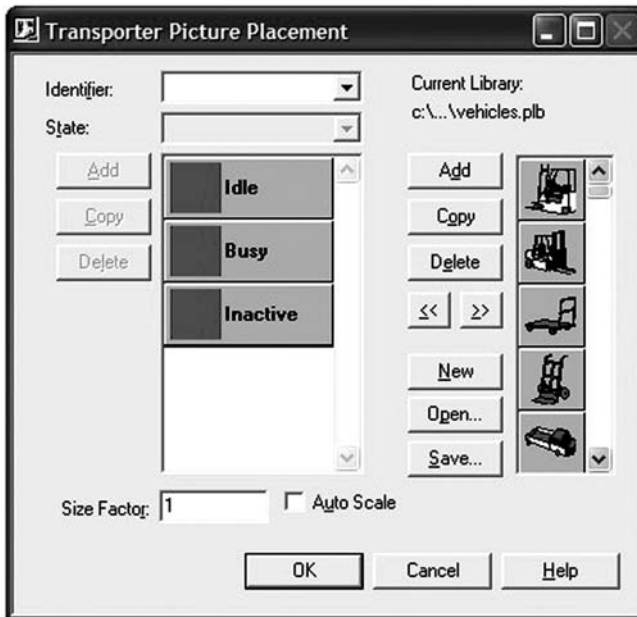 Transporter Picture Placement
Identifier:
Current Library:
c:\...\vehicles.plb
State:
Add
Copy
Delete
Idle
Busy
Inactive
Add
Copy
Delete
<<
>>
New
Open...
Save...
Size Factor: 1
Auto Scale
OK
Cancel
Help